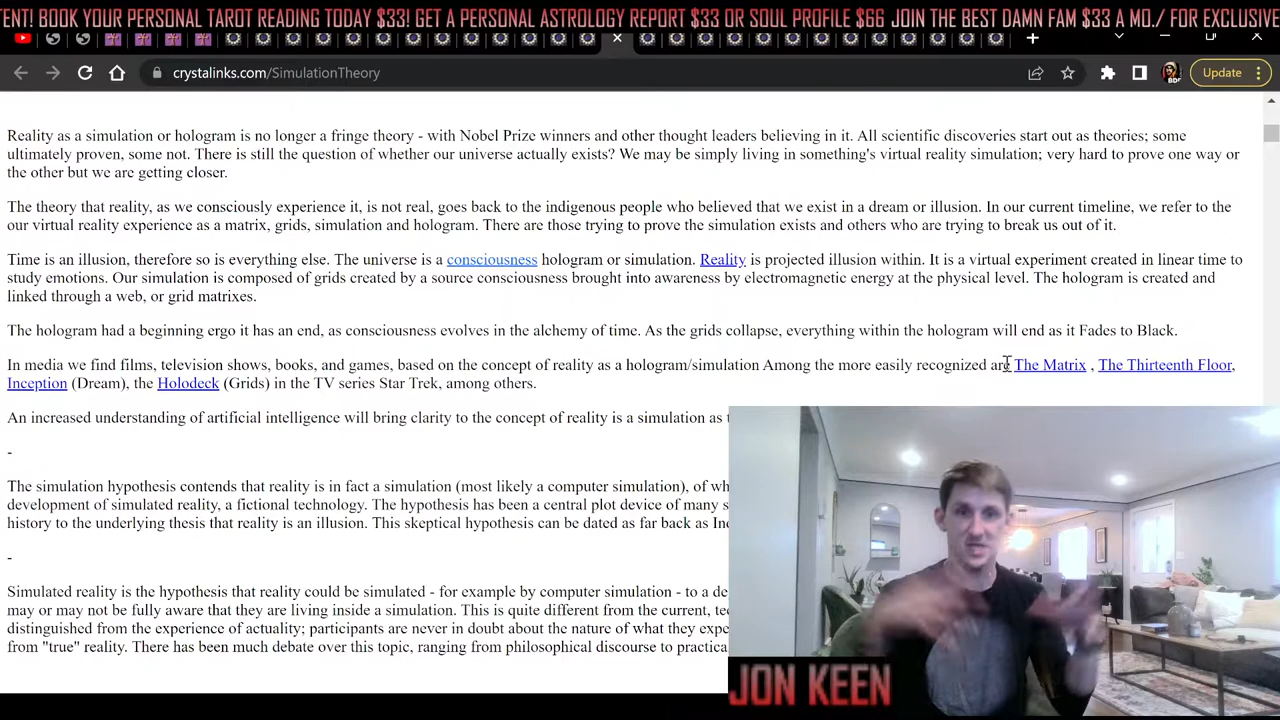 TENT! BOOK YOUR PERSONAL TAROT READING TODAY $33! GET A PERSONAL ASTROLOGY REPORT $33 OR SOUL PROFILE $66 JOIN THE BEST DAMN FAM $33 A MO./ FOR EXCLUSIVE
crystalinks.com/SimulationTheory
Update
Reality as a simulation or hologram is no longer a fringe theory - with Nobel Prize winners and other thought leaders believing in it. All scientific discoveries start out as theories; some
ultimately proven, some not. There is still the question of whether our universe actually exists? We may be simply living in something's virtual reality simulation; very hard to prove one way or
the other but we are getting closer.
The theory that reality, as we consciously experience it, is not real, goes back to the indigenous people who believed that we exist in a dream or illusion. In our current timeline, we refer to the
our virtual reality experience as a matrix, grids, simulation and hologram. There are those trying to prove the simulation exists and others who are trying to break us out of it.
Time is an illusion, therefore so is everything else. The universe is a consciousness hologram or simulation. Reality is projected illusion within. It is a virtual experiment created in linear time to
study emotions. Our simulation is composed of grids created by a source consciousness brought into awareness by electromagnetic energy at the physical level. The hologram is created and
linked through a web, or grid matrixes.
The hologram had a beginning ergo it has an end, as consciousness evolves in the alchemy of time. As the grids collapse, everything within the hologram will end as it Fades to Black.
In media we find films, television shows, books, and games, based on the concept of reality as a hologram/simulation Among the more easily recognized are The Matrix , The Thirteenth Floor,
Inception (Dream), the Holodeck (Grids) in the TV series Star Trek, among others.
An increased understanding of artificial intelligence will bring clarity to the concept of reality is a simulation as
-
The simulation hypothesis contends that reality is in fact a simulation (most likely a computer simulation), of
development of simulated reality, a fictional technology. The hypothesis has been a central plot device of many
history to the underlying thesis that reality is an illusion. This skeptical hypothesis can be dated as far back as
-
Simulated reality is the hypothesis that reality could be simulated - for example by computer simulation - to a
may or may not be fully aware that they are living inside a simulation. This is quite different from the current,
distinguished from the experience of actuality; participants are never in doubt about the nature of what they
from "true" reality. There has been much debate over this topic, ranging from philosophical discourse to
JON KEEN